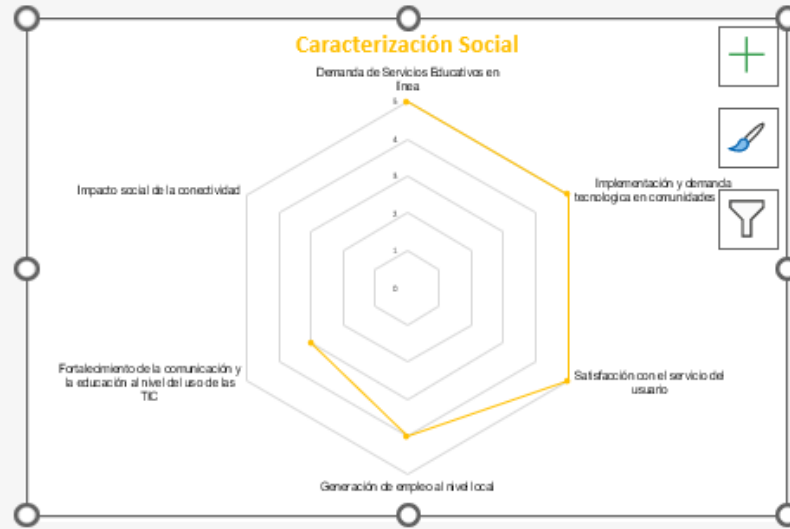 Caracterización Social
Demanda de Servicios Educativos en
línea
5
4
3
2
1
0
Implementación y demanda
tecnologica en comunidades
Satisfacción con el servicio del
usuario
Generación de empleo al nivel local
Fortalecimiento de la comunicación y
la educación al nivel del uso de las
TIC
Impacto social de la conectividad